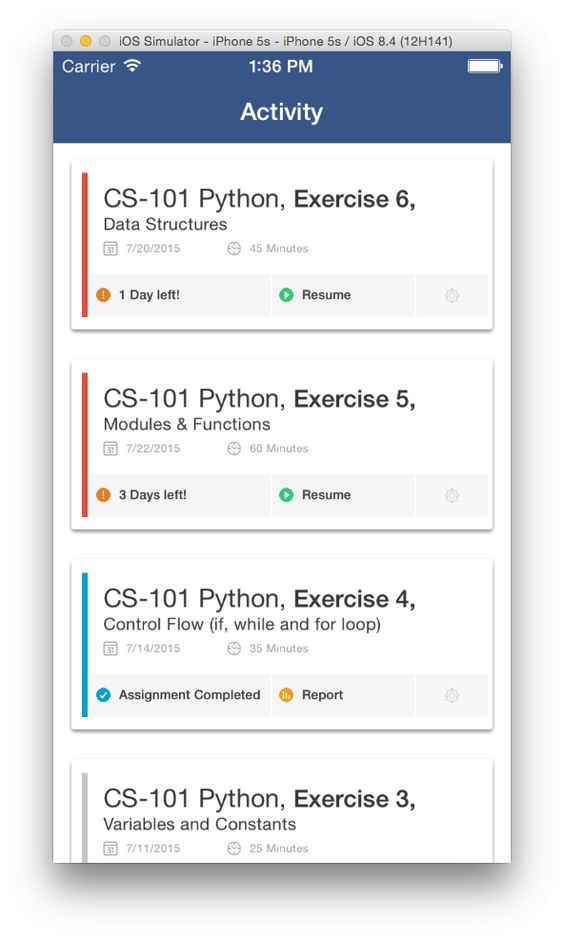 iOS Simulator - iPhone 5s - iPhone 5s / iOS 8.4 (12H141)
Carrier 1:36 PM
Activity
CS-101 Python, Exercise 6,
Data Structures
31 7/20/2015 45 Minutes
! 1 Day left! Resume
CS-101 Python, Exercise 5,
Modules & Functions
31 7/22/2015 60 Minutes
! 3 Days left! Resume
CS-101 Python, Exercise 4,
Control Flow (if, while and for loop)
31 7/14/2015 35 Minutes
Assignment Completed Report
CS-101 Python, Exercise 3,
Variables and Constants
31 7/11/2015 25 Minutes